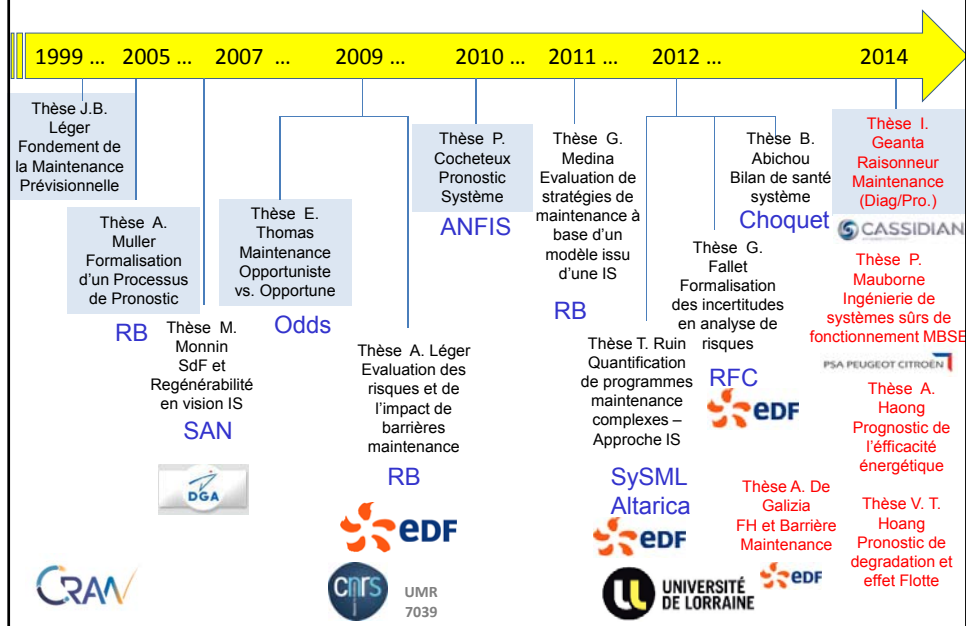 1999 ... 2005 ... 2007 ... 2009 ... 2010 ... 2011 ... 2012 ... 2014
Thèse J.B.
Léger
Fondement de
la Maintenance
Prévisionnelle
Thèse A.
Muller
Formalisation
d'un Processus
de Pronostic
RB
Thèse M.
Monnin
SdF et
Regénérabilité
en vision IS
SAN
DGA
Thèse E.
Thomas
Maintenance
Opportuniste
vs. Opportune
Odds
Thèse A. Léger
Evaluation des
risques et de
l'impact de
barrières
maintenance
RB
eDF
Thèse P.
Cocheteux
Pronostic
Système
ANFIS
Thèse G.
Medina
Evaluation de
stratégies de
maintenance à
base d'un
modèle issu
d'une IS
RB
Thèse T. Ruin
Quantification
de programmes
maintenance
complexes –
Approche IS
SySML
Altarica
eDF
Thèse G.
Fallet
Formalisation
des incertitudes
en analyse de
risques
RFC
eDF
Thèse B.
Abichou
Bilan de santé
système
Choquet
Thèse A. De
Galizia
FH et Barrière
Maintenance
eDF
Thèse I.
Geanta
Raisonneur
Maintenance
(Diag/Pro.)
CASSIDIAN
Thèse P.
Mauborne
Ingénierie de
systèmes sûrs de
fonctionnement MBSE
PSA PEUGEOT CITROËN
Thèse A.
Haong
Prognostic de
l'éfficacité
énergétique
Thèse V. T.
Hoang
Pronostic de
degradation et
effet Flotte
CRAN
cnrs
UMR
7039
UNIVERSITÉ
DE LORRAINE